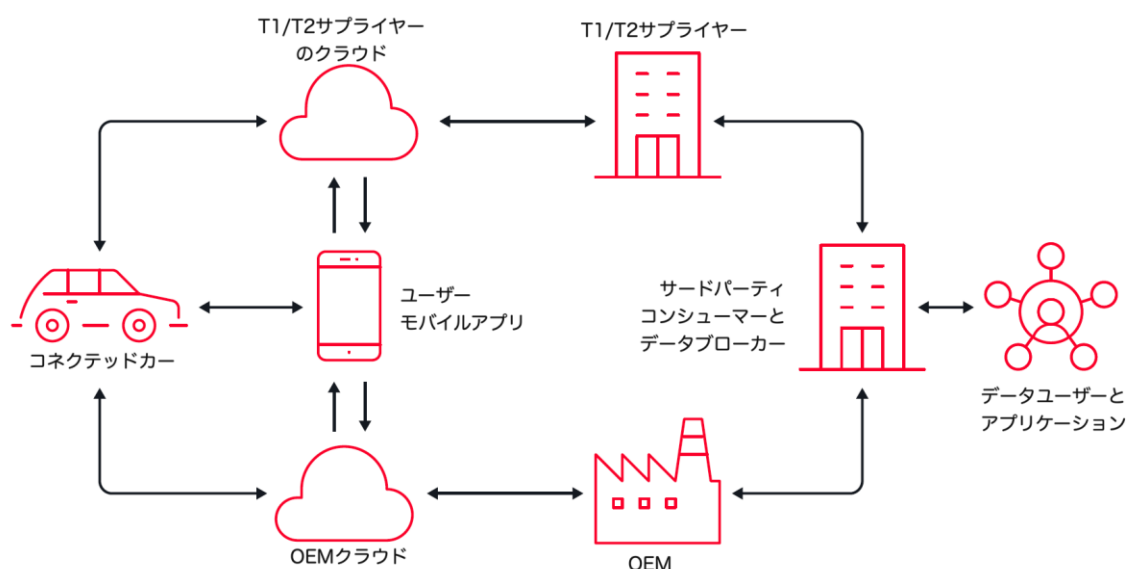 T1/T2サプライヤー
のクラウド
T1/T2サプライヤー
コネクテッドカー
ユーザー
モバイルアプリ
サードパーティ
コンシューマーと
データブローカー
データユーザーと
アプリケーション
OEMクラウド
OEM